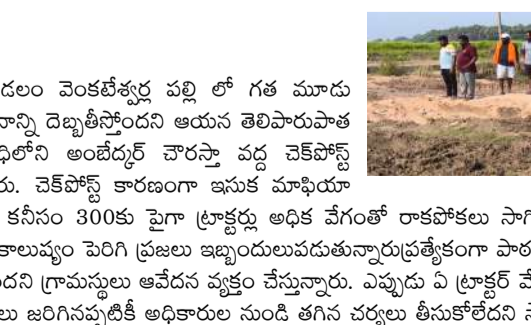 డలం వెంకటేశ్వర్ల పల్లి లో గత మూడు
నాన్ని దెబ్బతీస్తోందని ఆయన తెలిపారుపాత
ధిలోని అంబేద్కర్ చౌరస్తా వద్ద చెక్‌పోస్ట్
రు. చెక్‌పోస్ట్ కారణంగా ఇసుక మాఫియా
కనీసం 300కు పైగా ట్రాక్టర్లు అధిక వేగంతో రాకపోకలు సాగి
కాలుష్యం పెరిగి ప్రజలు ఇబ్బందులుపడుతున్నారుప్రత్యేకంగా పాఠ
ందని గ్రామస్థులు ఆవేదన వ్యక్తం చేస్తున్నారు. ఎప్పుడు ఏ ట్రాక్టర్ వే
లు జరిగినప్పటికీ అధికారుల నుండి తగిన చర్యలు తీసుకోలేదని